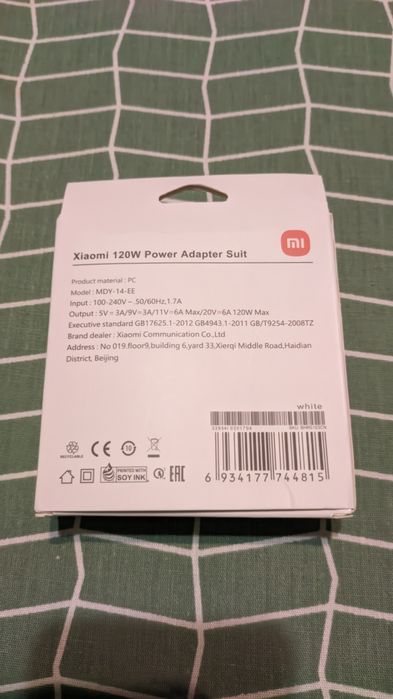 mi
Xiaomi 120W Power Adapter Suit
Product material : PC
Model : MDY-14-EE
Input : 100-240V ~ .50/60Hz,1.7A
Output : 5V = 3A/9V=3A/11V=6A Max/20V=6A 120W Max
Executive standard GB17625.1-2012 GB4943.1-2011 GB/T9254-2008TZ
Brand dealer : Xiaomi Communication Co.,Ltd
Address : No 019.floor9,building 6,yard 33,Xierqi Middle Road,Haidian
District, Beijing
white
RECYCLABLE
CE
10
PRINTED WITH
SOY INK
EAC
6 934177 744815